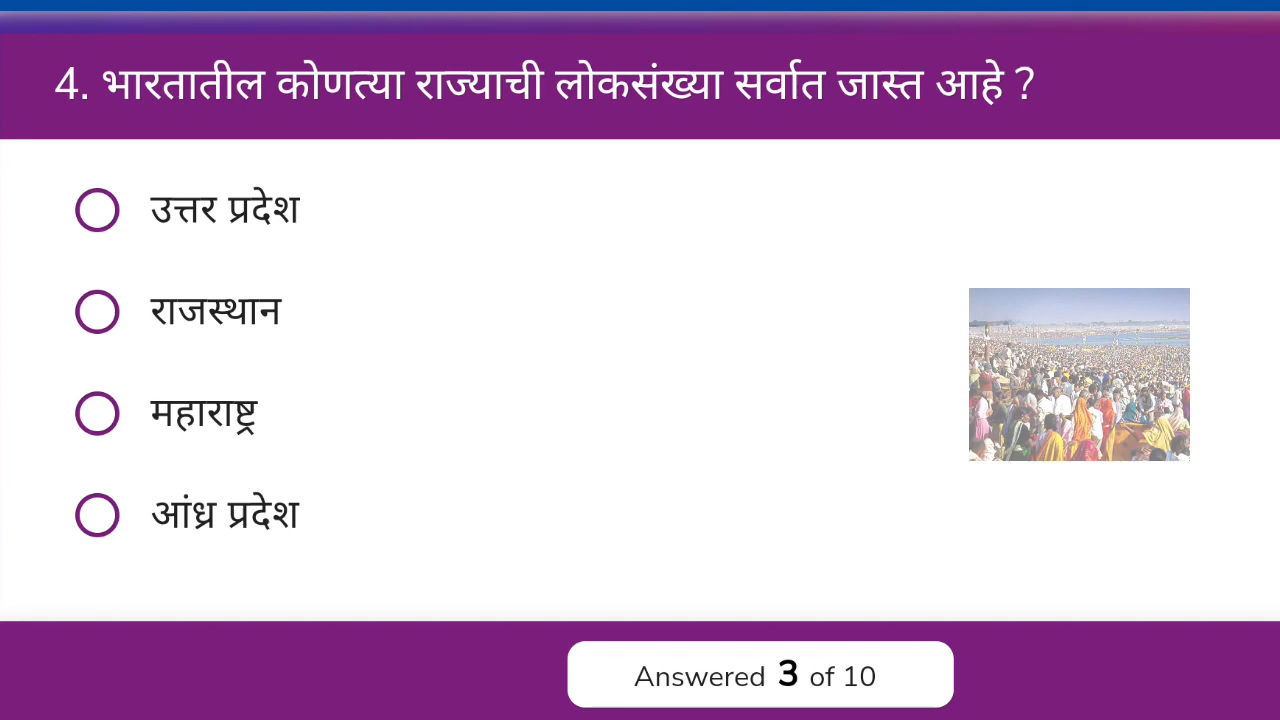 4. भारतातील कोणत्या राज्याची लोकसंख्या सर्वात जास्त आहे ?
उत्तर प्रदेश
राजस्थान
महाराष्ट्र
आंध्र प्रदेश
Answered 3 of 10